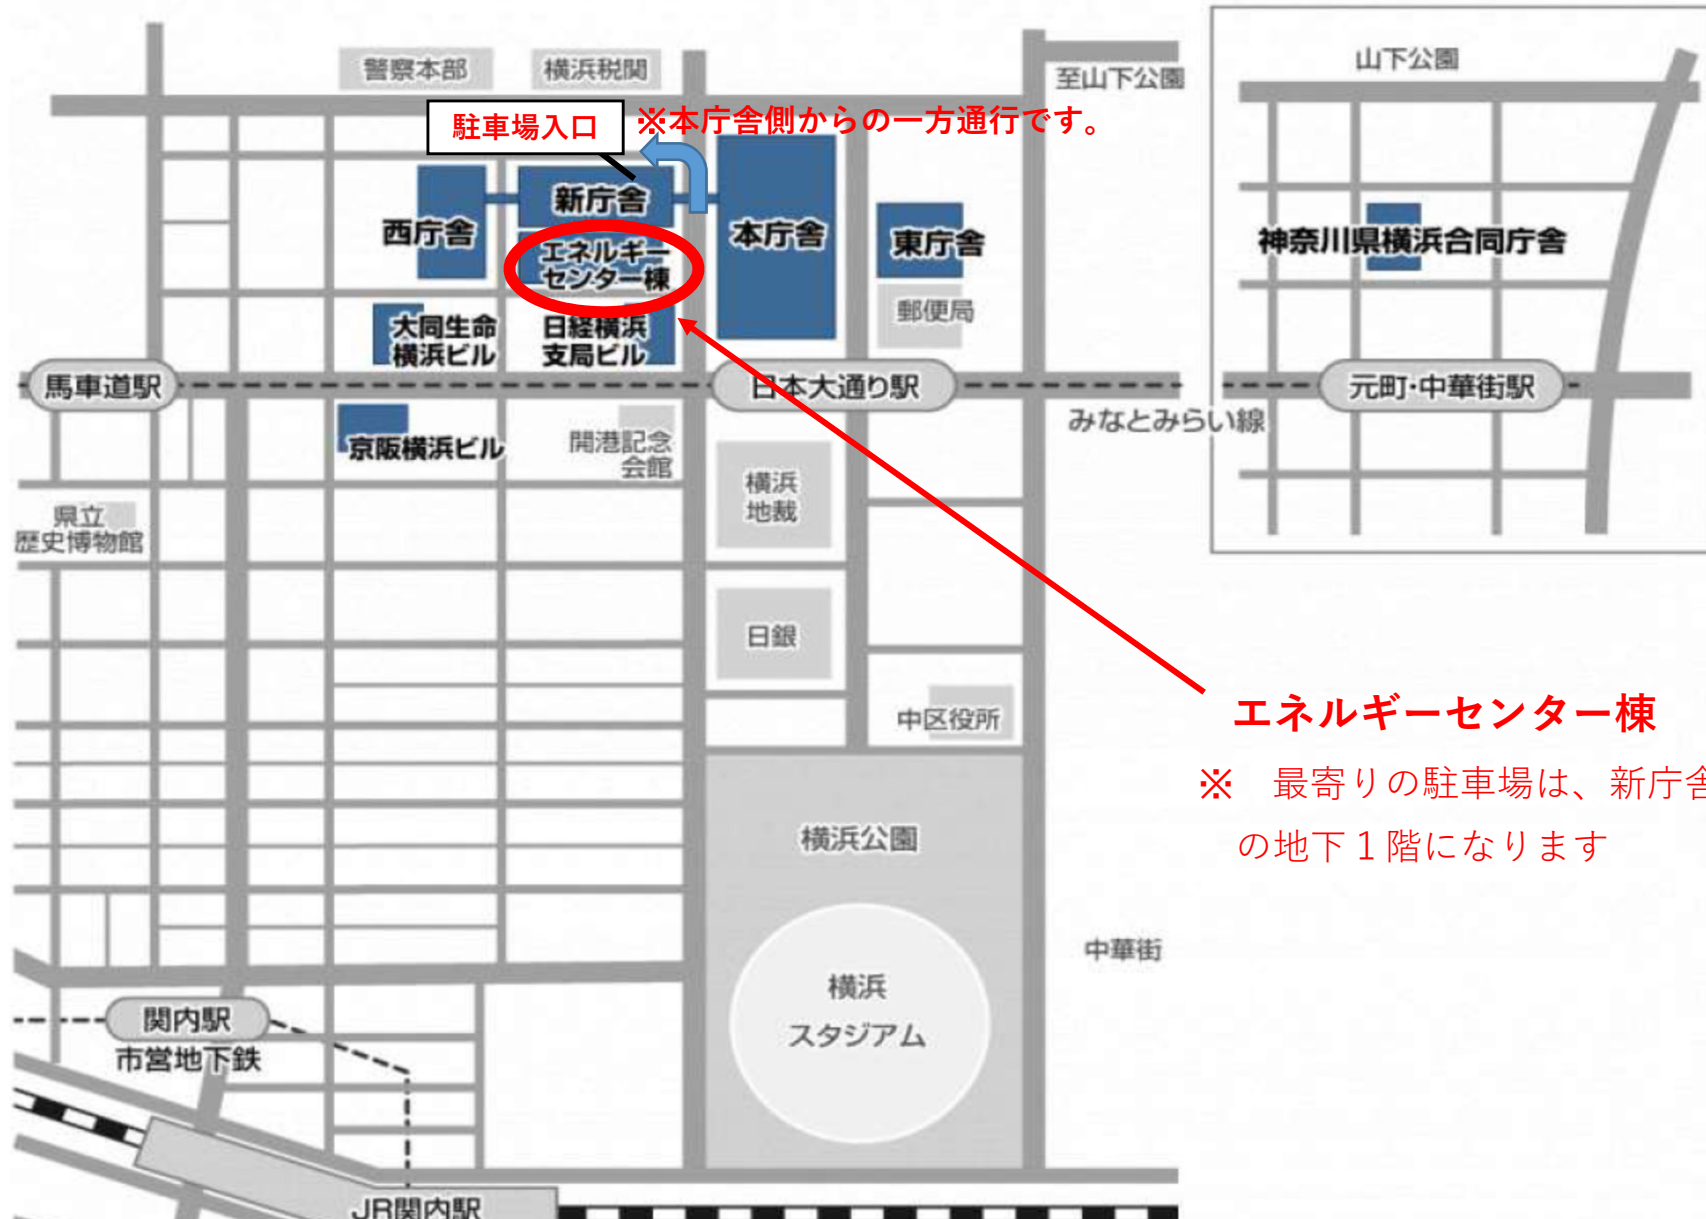 警察本部
横浜税関
至山下公園
山下公園
駐車場入口
※本庁舎側からの一方通行です。
新庁舎
西庁舎
本庁舎
東庁舎
神奈川県横浜合同庁舎
エネルギー
センター棟
郵便局
大同生命
横浜ビル
日経横浜
支局ビル
馬車道駅
日本大通り駅
元町・中華街駅
みなとみらい線
京阪横浜ビル
開港記念
会館
横浜
地裁
県立
歴史博物館
日銀
中区役所
エネルギーセンター棟
※　最寄りの駐車場は、新庁舎
の地下１階になります
横浜公園
中華街
横浜
スタジアム
関内駅
市営地下鉄
JR関内駅